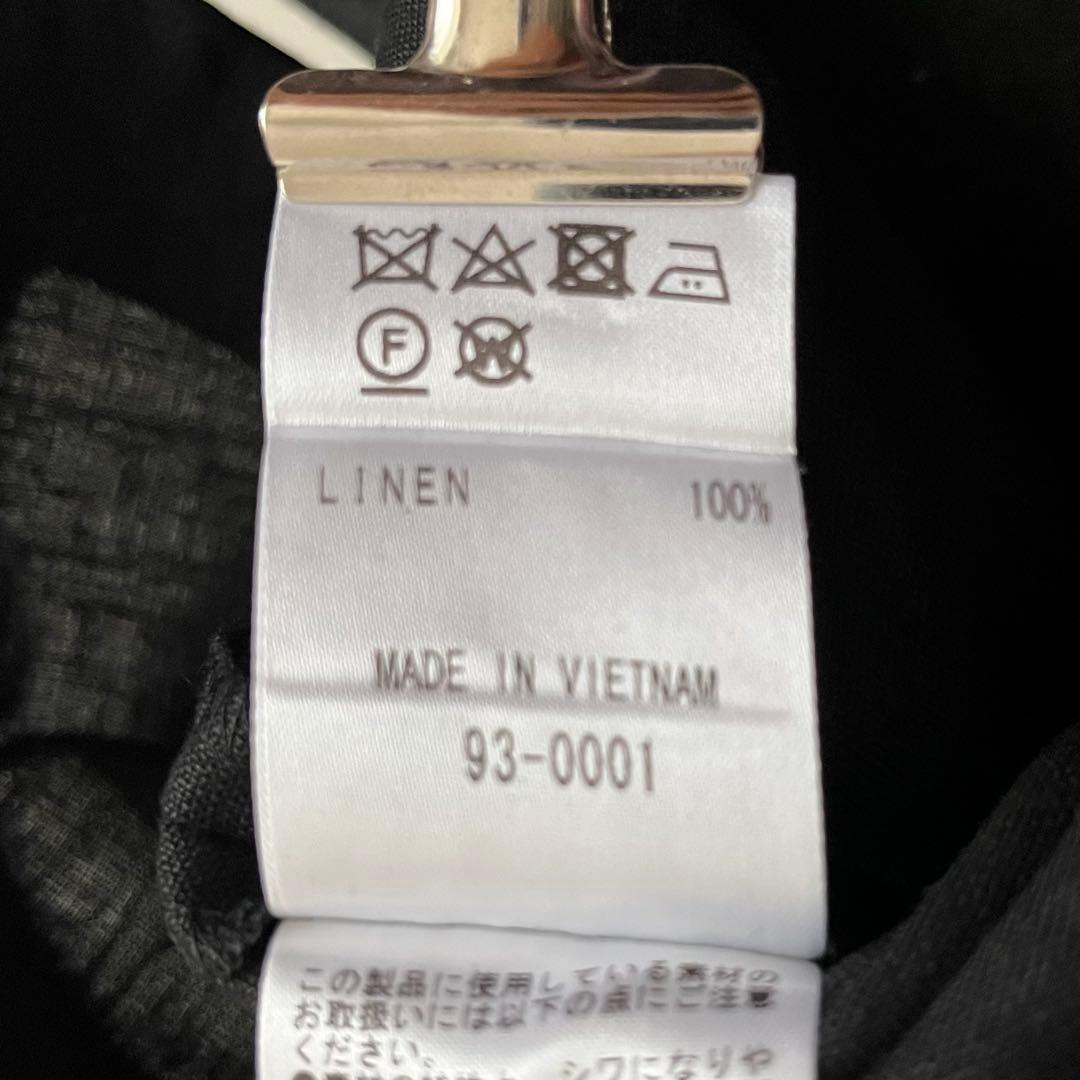 F W
LINEN 100%
MADE IN VIETNAM
93-0001
この製品に使用している素材の
お取扱いには以下の点にご注意
ください。
シワになりや